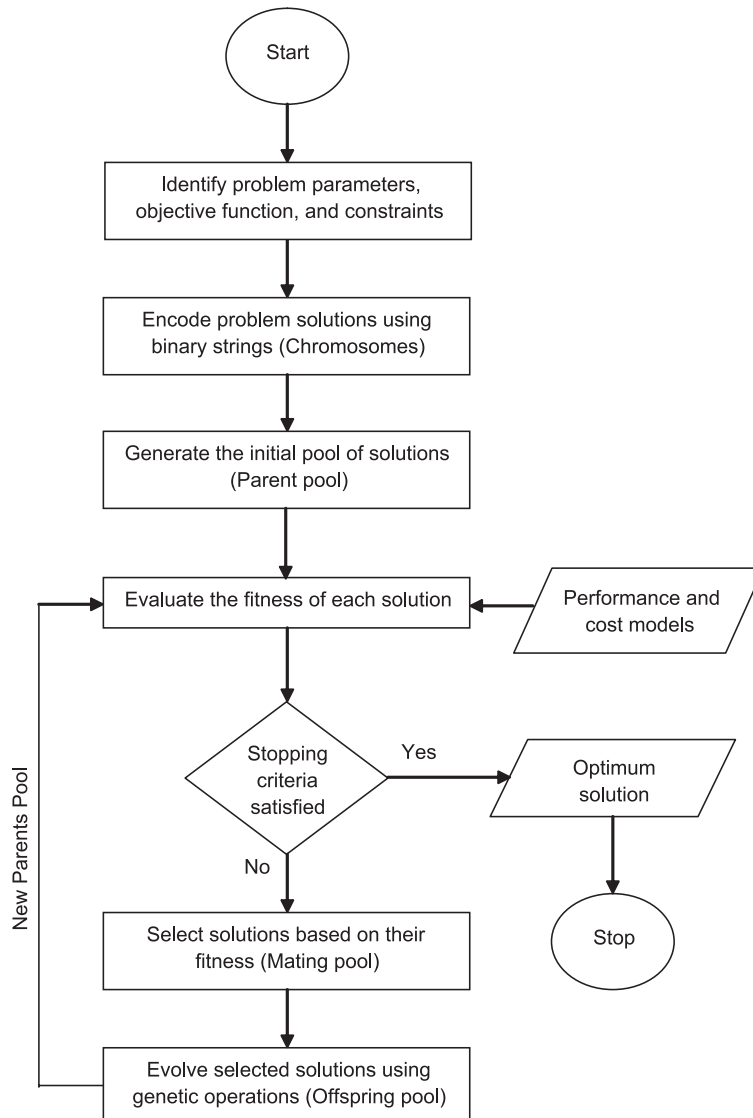 Start
Identify problem parameters,
objective function, and constraints
Encode problem solutions using
binary strings (Chromosomes)
Generate the initial pool of solutions
(Parent pool)
Evaluate the fitness of each solution
Performance and
cost models
Stopping
criteria
satisfied
Yes
Optimum
solution
No
Stop
Select solutions based on their
fitness (Mating pool)
Evolve selected solutions using
genetic operations (Offspring pool)
New Parents Pool